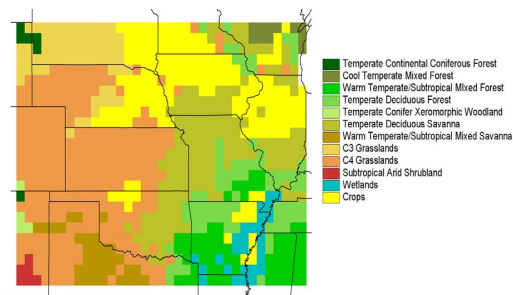 Temperate Continental Coniferous Forest
Cool Temperate Mixed Forest
Warm Temperate/Subtropical Mixed Forest
Temperate Deciduous Forest
Temperate Conifer Xeromorphic Woodland
Temperate Deciduous Savanna
Warm Temperate/Subtropical Mixed Savanna
C3 Grasslands
C4 Grasslands
Subtropical Arid Shrubland
Wetlands
Crops